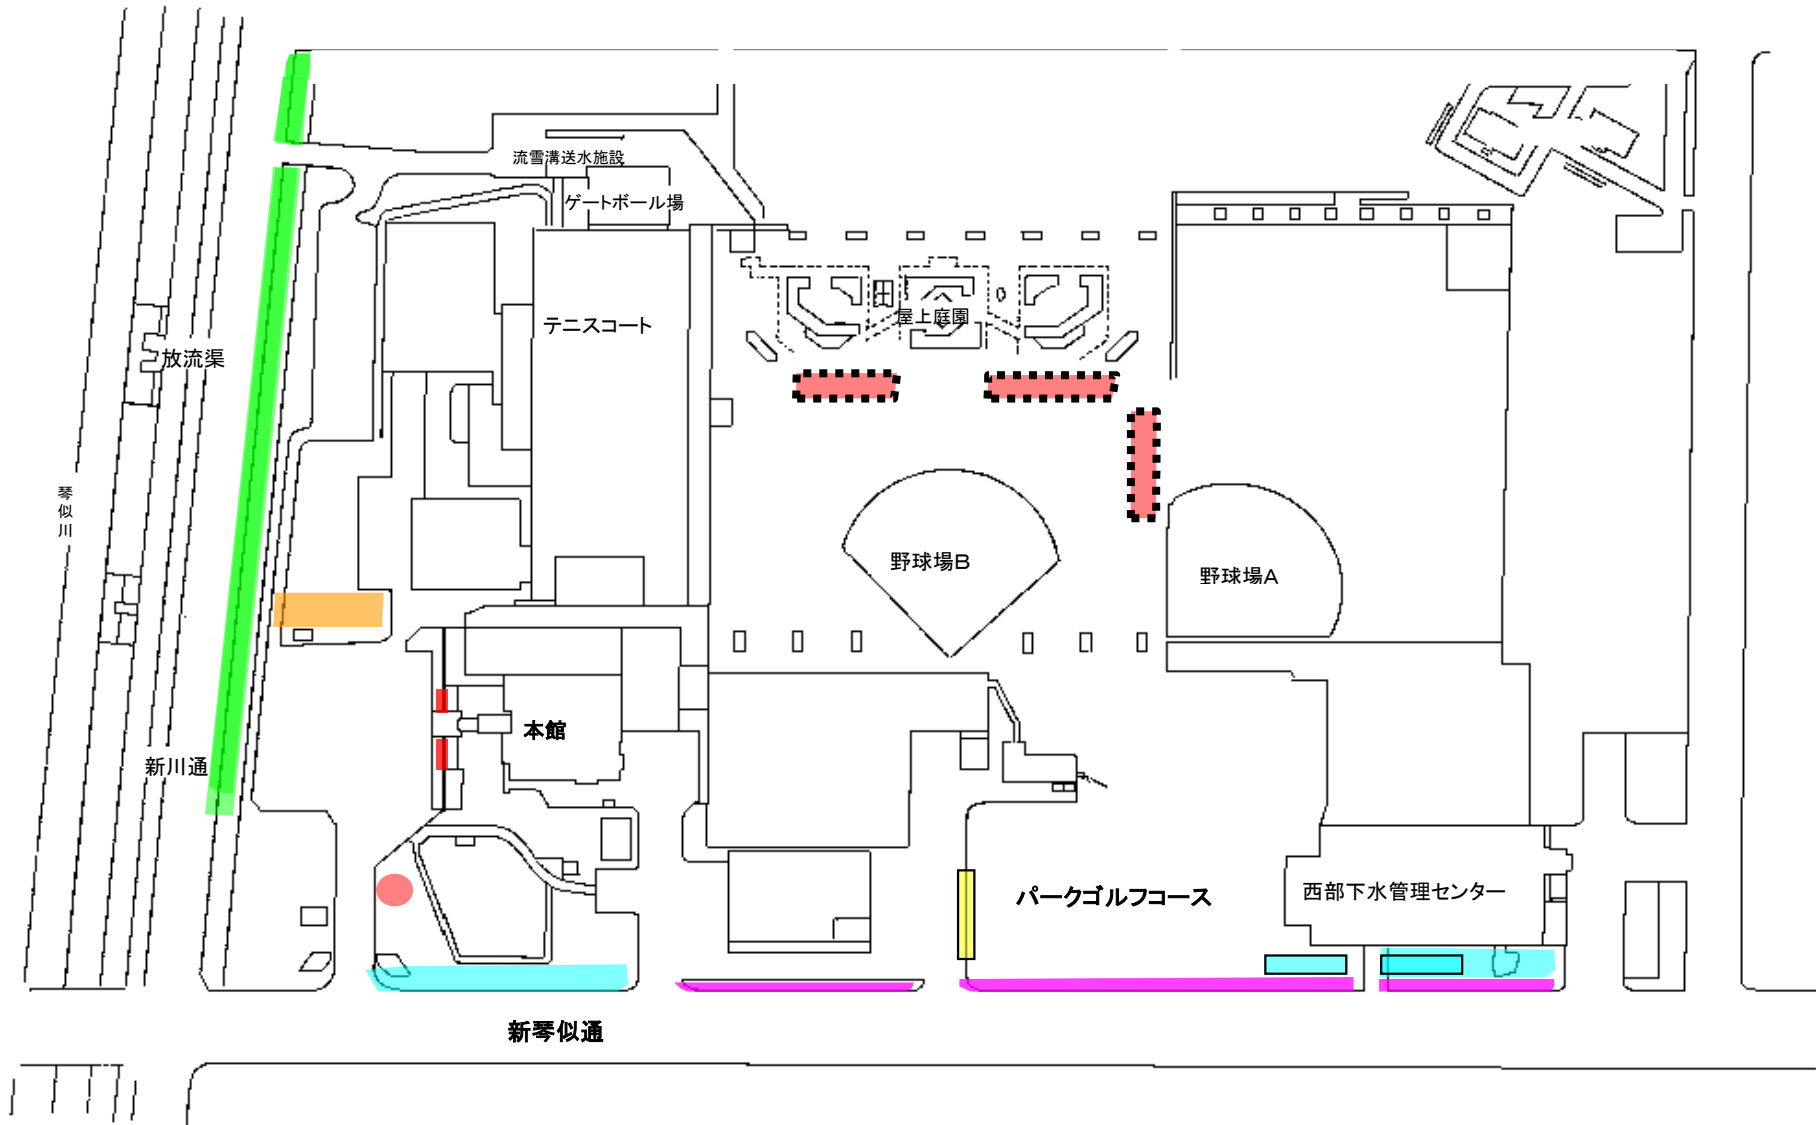 流雪溝送水施設
ゲートボール場
テニスコート
屋上庭園
放流渠
琴似川
野球場B
野球場A
本館
新川通
パークゴルフコース
西部下水管理センター
新琴似通